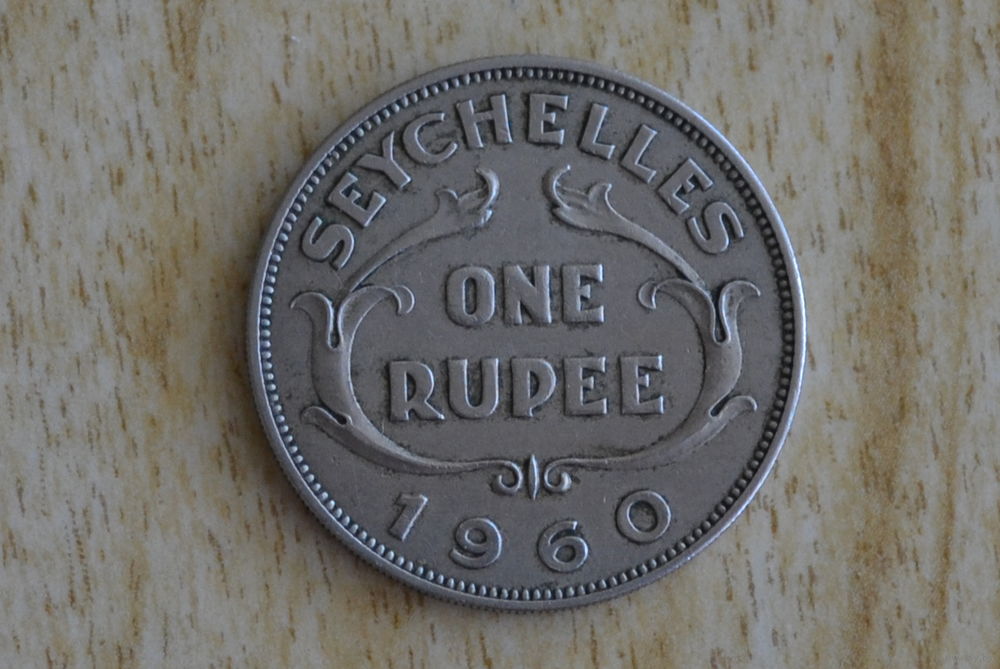 SEYCHELLES
ONE
RUPEE
1960